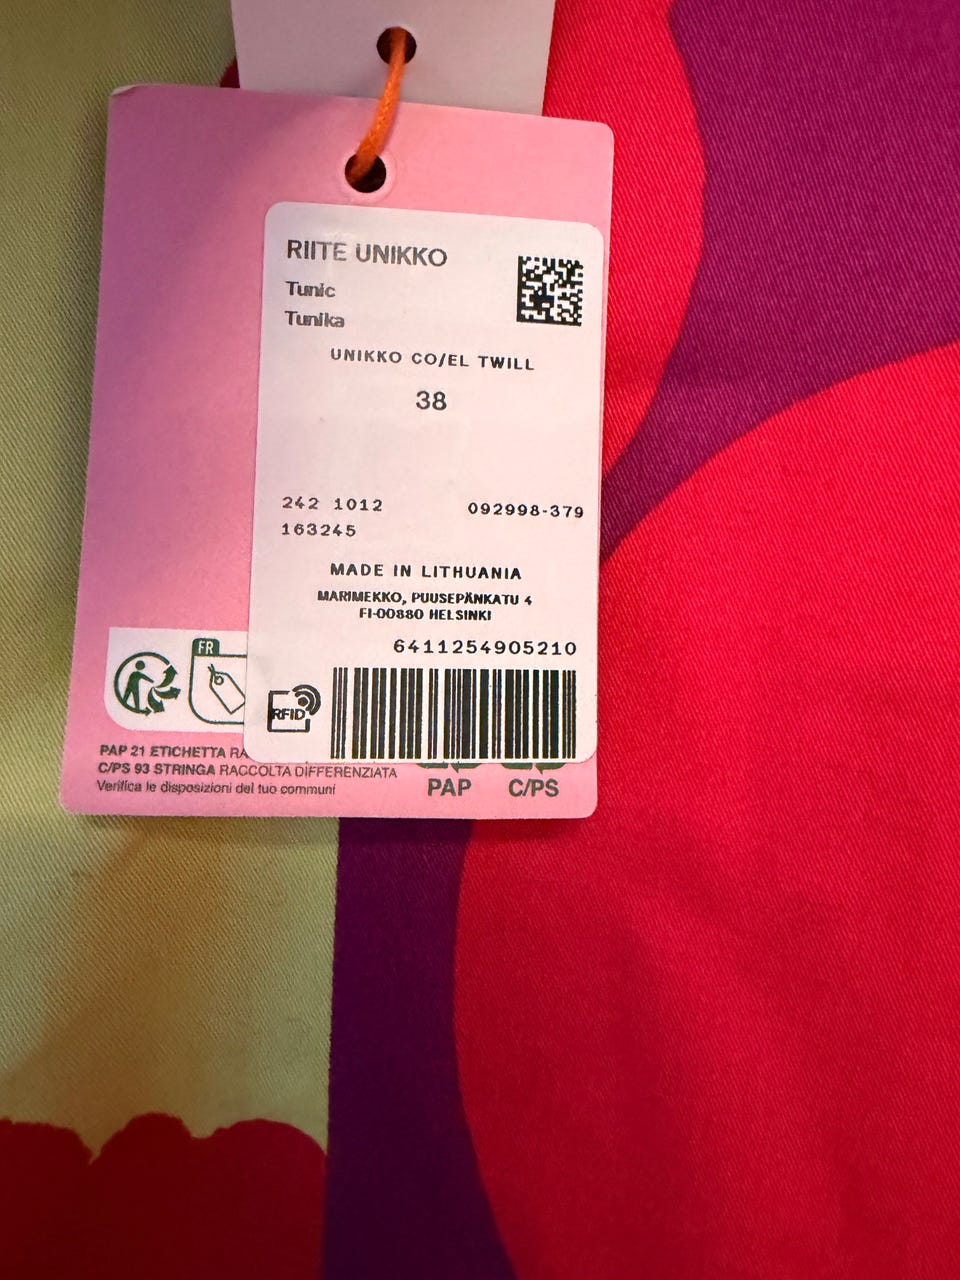 RIITE UNIKKO
Tunic
Tunika
UNIKKO CO/EL TWILL
38
242 1012 092998-379
163245
MADE IN LITHUANIA
MARIMEKKO, PUUSEPÄNKATU 4
FI-00880 HELSINKI
6411254905210
FR
RFID
PAP 21 ETICHETTA
C/PS 93 STRINGA RACCOLTA DIFFERENZIATA
Verifica le disposizioni del tuo communi
PAP C/PS